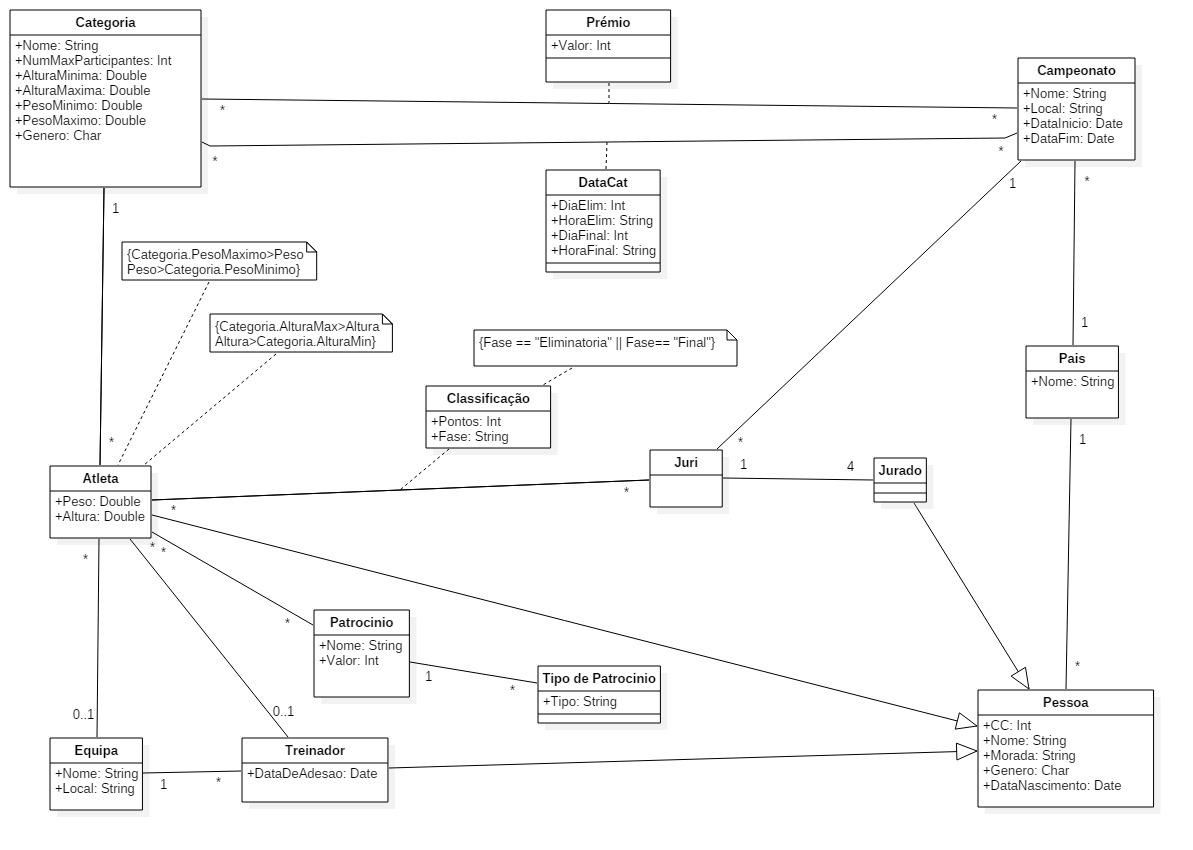 Categoria
+Nome: String
+NumMaxParticipantes: Int
+AlturaMinima: Double
+AlturaMaxima: Double
+PesoMinimo: Double
+PesoMaximo: Double
+Genero: Char
Prémio
+Valor: Int
Campeonato
+Nome: String
+Local: String
+DataInicio: Date
+DataFim: Date
*
*
*
*
DataCat
+DiaElim: Int
+HoraElim: String
+DiaFinal: Int
+HoraFinal: String
1
1
*
{Categoria.PesoMaximo>Peso
Peso>Categoria.PesoMinimo}
{Categoria.AlturaMax>Altura
Altura>Categoria.AlturaMin}
{Fase == "Eliminatoria" || Fase== "Final"}
1
Pais
+Nome: String
Classificação
+Pontos: Int
+Fase: String
*
*
1
Atleta
+Peso: Double
+Altura: Double
Juri
1
4
Jurado
*
*
*
*
*
Patrocinio
+Nome: String
+Valor: Int
*
1
*
Tipo de Patrocinio
+Tipo: String
*
0..1
0..1
Pessoa
+CC: Int
+Nome: String
+Morada: String
+Genero: Char
+DataNascimento: Date
Equipa
+Nome: String
+Local: String
1
*
Treinador
+DataDeAdesao: Date